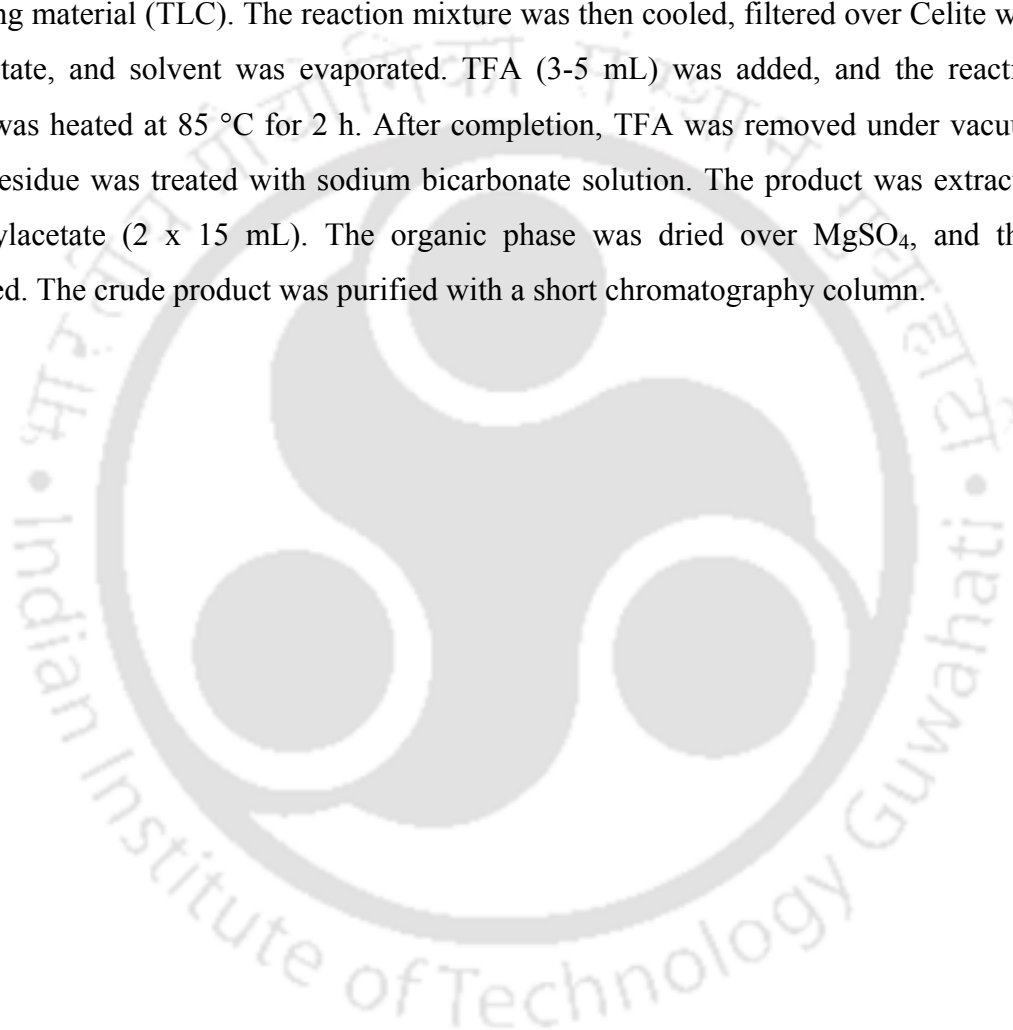 ng material (TLC). The reaction mixture was then cooled, filtered over Celite w
tate, and solvent was evaporated. TFA (3-5 mL) was added, and the reacti
was heated at 85 °C for 2 h. After completion, TFA was removed under vacu
esidue was treated with sodium bicarbonate solution. The product was extract
ylacetate (2 x 15 mL). The organic phase was dried over MgSO₄, and th
ed. The crude product was purified with a short chromatography column.
Indian Institute of Technology Guwahati